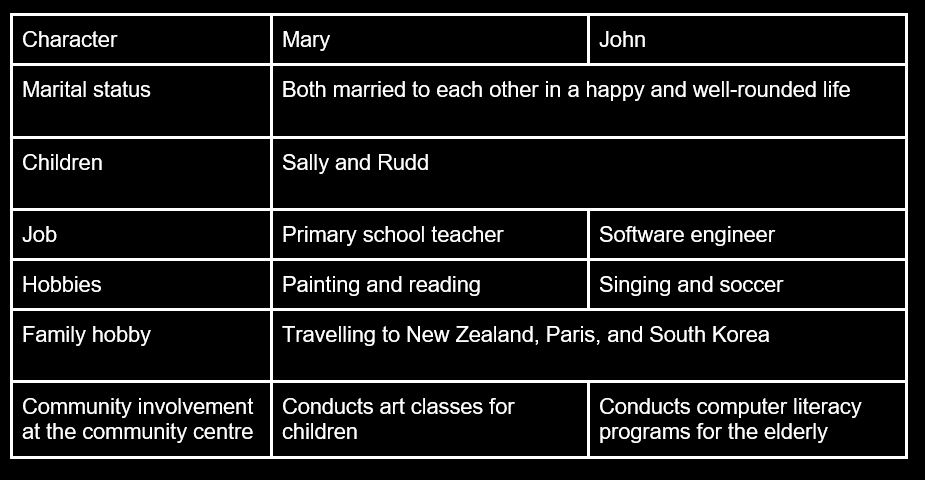 Character Mary John
Marital status Both married to each other in a happy and well-rounded life
Children Sally and Rudd
Job Primary school teacher Software engineer
Hobbies Painting and reading Singing and soccer
Family hobby Travelling to New Zealand, Paris, and South Korea
Community involvement Conducts art classes for Conducts computer literacy
at the community centre children programs for the elderly